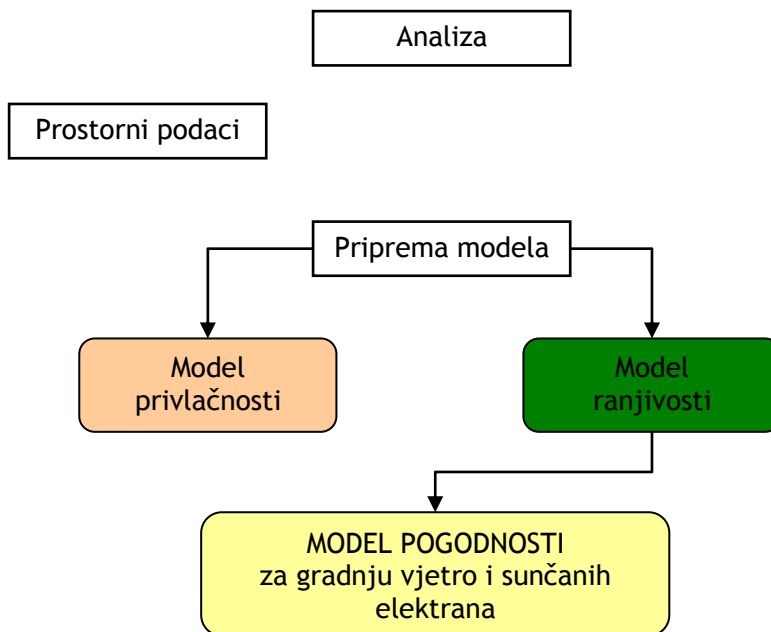 Analiza
Prostorni podaci
Priprema modela
Model
privlačnosti
Model
ranjivosti
MODEL POGODNOSTI
za gradnju vjetro i sunčanih
elektrana